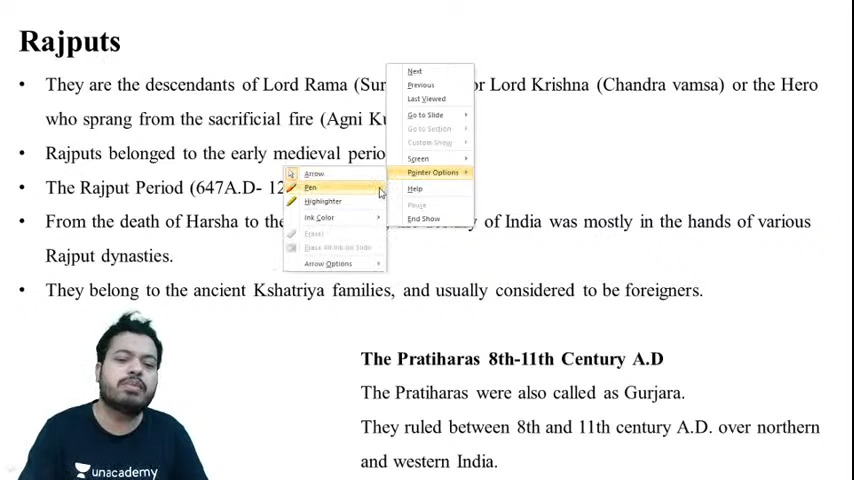 Rajputs
• They are the descendants of Lord Rama (Sur or Lord Krishna (Chandra vamsa) or the Hero
who sprang from the sacrificial fire (Agni Ku
• Rajputs belonged to the early medieval perio
• The Rajput Period (647A.D- 12
• From the death of Harsha to the of India was mostly in the hands of various
Rajput dynasties.
• They belong to the ancient Kshatriya families, and usually considered to be foreigners.
Next
Previous
Last Viewed
Go to Slide
Go to Section
Custom Show
Screen
Pointer Options
Help
Pause
End Show
Arrow
Pen
Highlighter
Ink Color
Eraser
Arrow Options
The Pratiharas 8th-11th Century A.D
The Pratiharas were also called as Gurjara.
They ruled between 8th and 11th century A.D. over northern
and western India.
unacademy